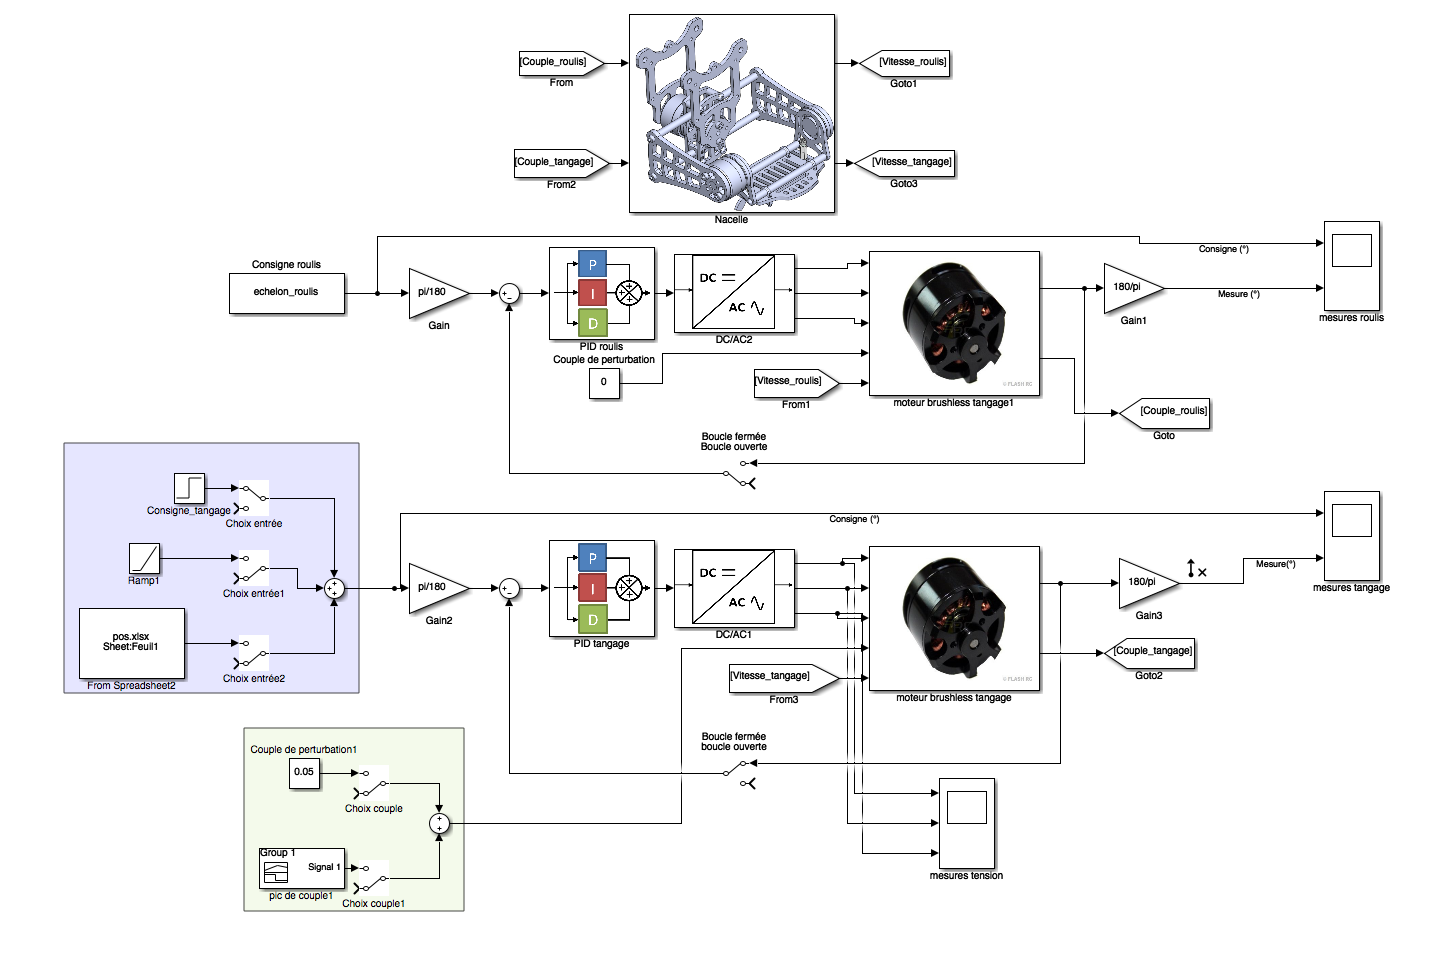 [Couple_roulis]
From
[Vitesse_roulis]
Goto1
[Couple_tangage]
From2
[Vitesse_tangage]
Goto3
Nacelle
Consigne roulis
echelon_roulis
pi/180
Gain
+
-
P
I
D
PID roulis
DC
AC
DC/AC2
Couple de perturbation
0
[Vitesse_roulis]
From1
© FLASH RC
moteur brushless tangage1
180/pi
Gain1
Consigne (°)
Mesure (°)
mesures roulis
[Couple_roulis]
Goto
Boucle fermée
Boucle ouverte
Consigne_tangage
Choix entrée
Ramp1
Choix entrée1
pos.xlsx
Sheet:Feuil1
From Spreadsheet2
Choix entrée2
+
+
+
pi/180
Gain2
+
-
P
I
D
PID tangage
DC
AC
DC/AC1
[Vitesse_tangage]
From3
© FLASH RC
moteur brushless tangage
Consigne (°)
180/pi
Gain3
x
Mesure(°)
mesures tangage
[Couple_tangage]
Goto2
Boucle fermée
boucle ouverte
Couple de perturbation1
0.05
Choix couple
+
+
Group 1
Signal 1
pic de couple1
Choix couple1
mesures tension